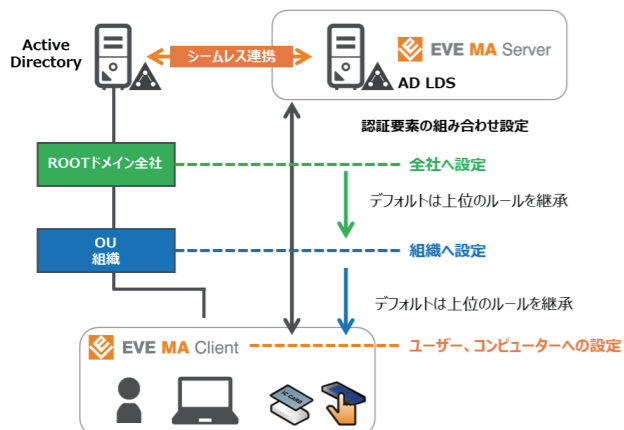 Active
Directory
シームレス連携
EVE MA Server
AD LDS
認証要素の組み合わせ設定
ROOTドメイン全社
全社へ設定
デフォルトは上位のルールを継承
OU
組織
組織へ設定
デフォルトは上位のルールを継承
EVE MA Client
ユーザー、コンピューターへの設定
IC CARD